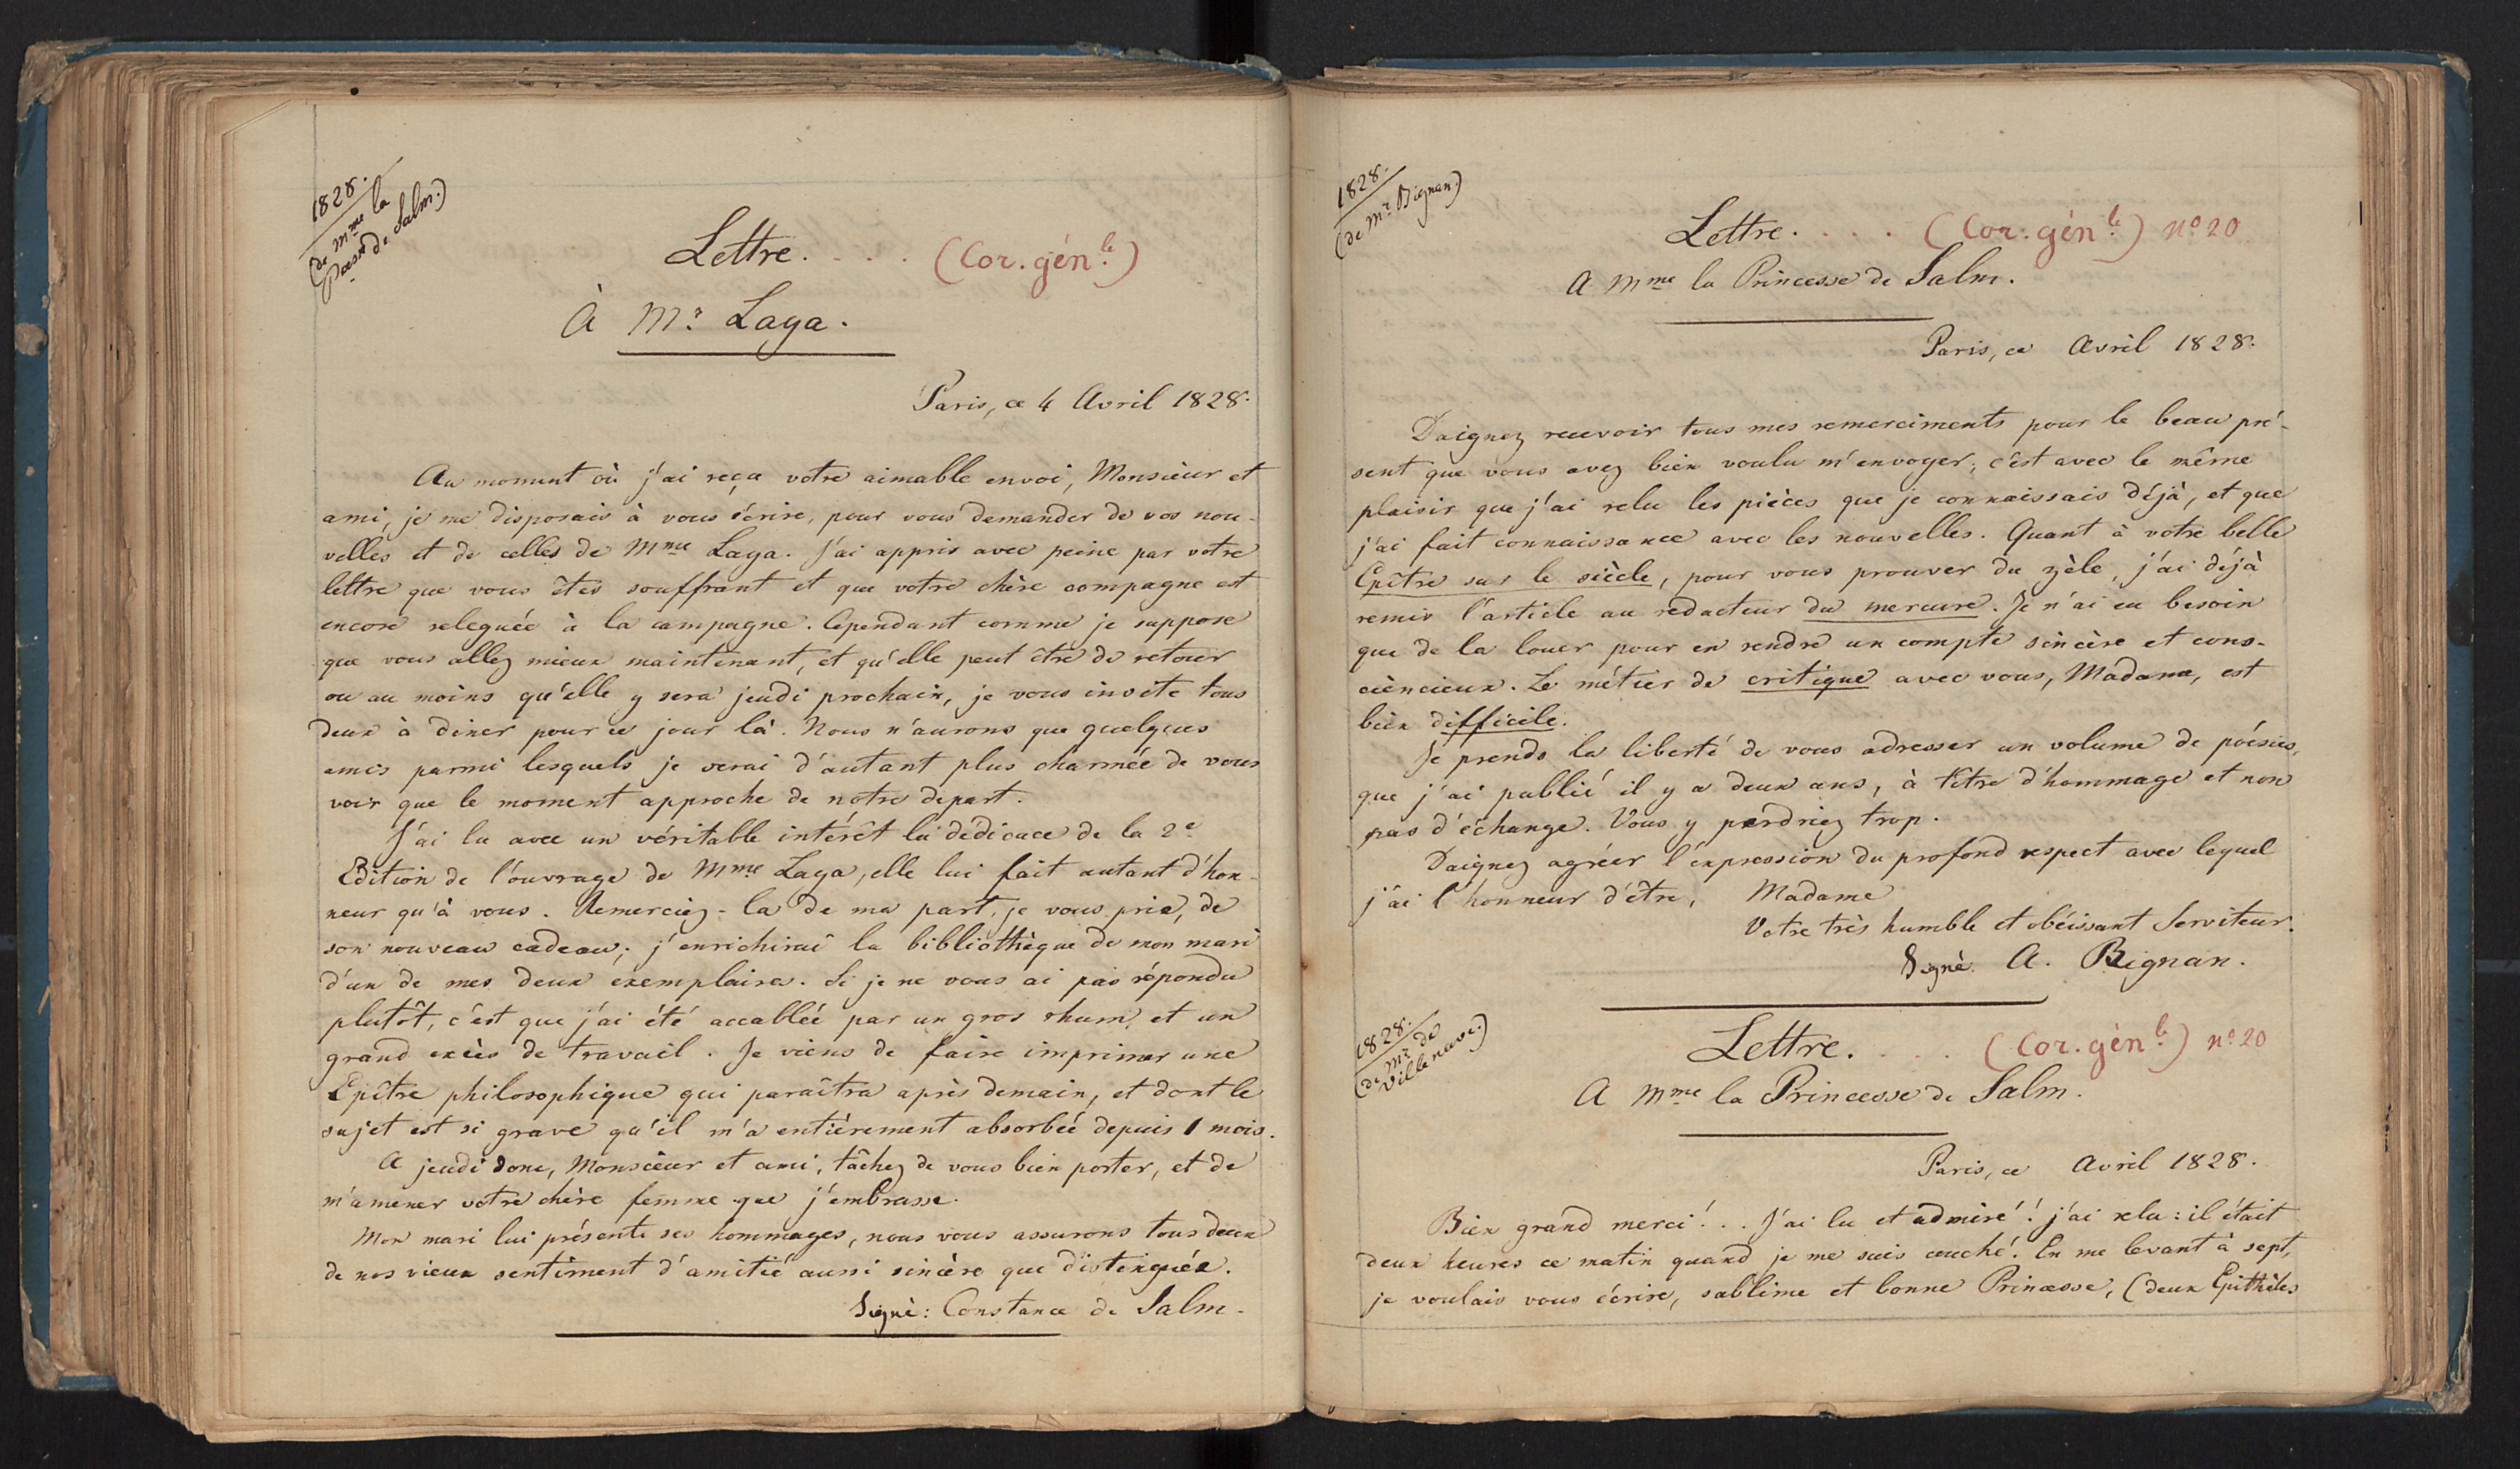 1828.
(de Mme la
Pcesse de Salm.)
Lettre. . . . (Cor. génle)
À Mr. Laya.
Paris, ce 4 Avril 1828.
Au moment où j'ai reçu votre aimable envoi, Monsieur et
ami, je me disposais à vous écrire, pour vous demander de vos nou-
velles et de celles de Mme Laya. J'ai appris avec peine par votre
lettre que vous êtes souffrant et que votre chère compagne est
encore releguée à la campagne. Cependant comme je suppose
que vous allez mieux maintenant, et qu'elle peut être de retour
ou au moins qu'elle y sera jeudi prochain, je vous invite tous
deux à diner pour ce jour là. Nous n'aurons que quelques
amis parmi lesquels je serai d'autant plus charmée de vous
voir que le moment approche de notre depart.
J'ai lu avec un véritable intérêt la dédicace de la 2e
Edition de l'ouvrage de Mme Laya, elle lui fait autant d'hon-
neur qu'à vous. Remerciez-la de ma part, je vous prie, de
son nouveau cadeau; j'enrichirai la bibliothèque de mon mari
d'un de mes deux exemplaires. Si je ne vous ai pas répondu
plutôt, c'est que j'ai été accablée par un gros rhum, et un
grand excès de travail. Je viens de faire imprimer une
Epître philosophique qui paraîtra après demain, et dont le
sujet est si grave qu'il m'a entièrement absorbée depuis 1 mois.
A jeudi donc, Monsieur et ami, tâchez de vous bien porter, et de
m'amener votre chère femme que j'embrasse.
Mon mari lui présente ses hommages, nous vous assurons tous deux
de nos vieux sentiment d'amitié aussi sincère que distinguée.
Signé: Constance de Salm.
1828.
(de Mr. Bignan.)
Lettre. . . . (Cor. génle) No 20
A Mme la Princesse de Salm.
Paris, ce Avril 1828.
Daignez recevoir tous mes remerciments pour le beau pré-
sent que vous avez bien voulu m'envoyer; c'est avec le même
plaisir que j'ai relu les pièces que je connaissais déjà, et que
j'ai fait connaissance avec les nouvelles. Quant à votre belle
Epître sur le siècle, pour vous prouver du zèle, j'ai déjà
remis l'article au rédacteur du mercure. Je n'ai eu besoin
que de la louer pour en rendre un compte sincère et cons-
ciencieux. Le métier de critique avec vous, Madame, est
bien difficile.
Je prends la liberté de vous adresser un volume de poésies,
que j'ai publié il y a deux ans, à titre d'hommage et non
pas d'échange. Vous y perdriez trop.
Daignez agréer l'expression du profond respect avec lequel
j'ai l'honneur d'être, Madame
Votre très humble et obéissant Serviteur.
Signé. A. Bignan.
1828.
(de Mr. de
Villenave.)
Lettre. . . . (Cor. génle) no 20
A Mme la Princesse de Salm.
Paris, ce Avril 1828.
Bien grand merci!.. J'ai lu et admiré! j'ai relu: il était
deux heures ce matin quand je me suis couché. En me levant à sept,
je voulais vous écrire, sublime et bonne Princesse, (deux Epithètes